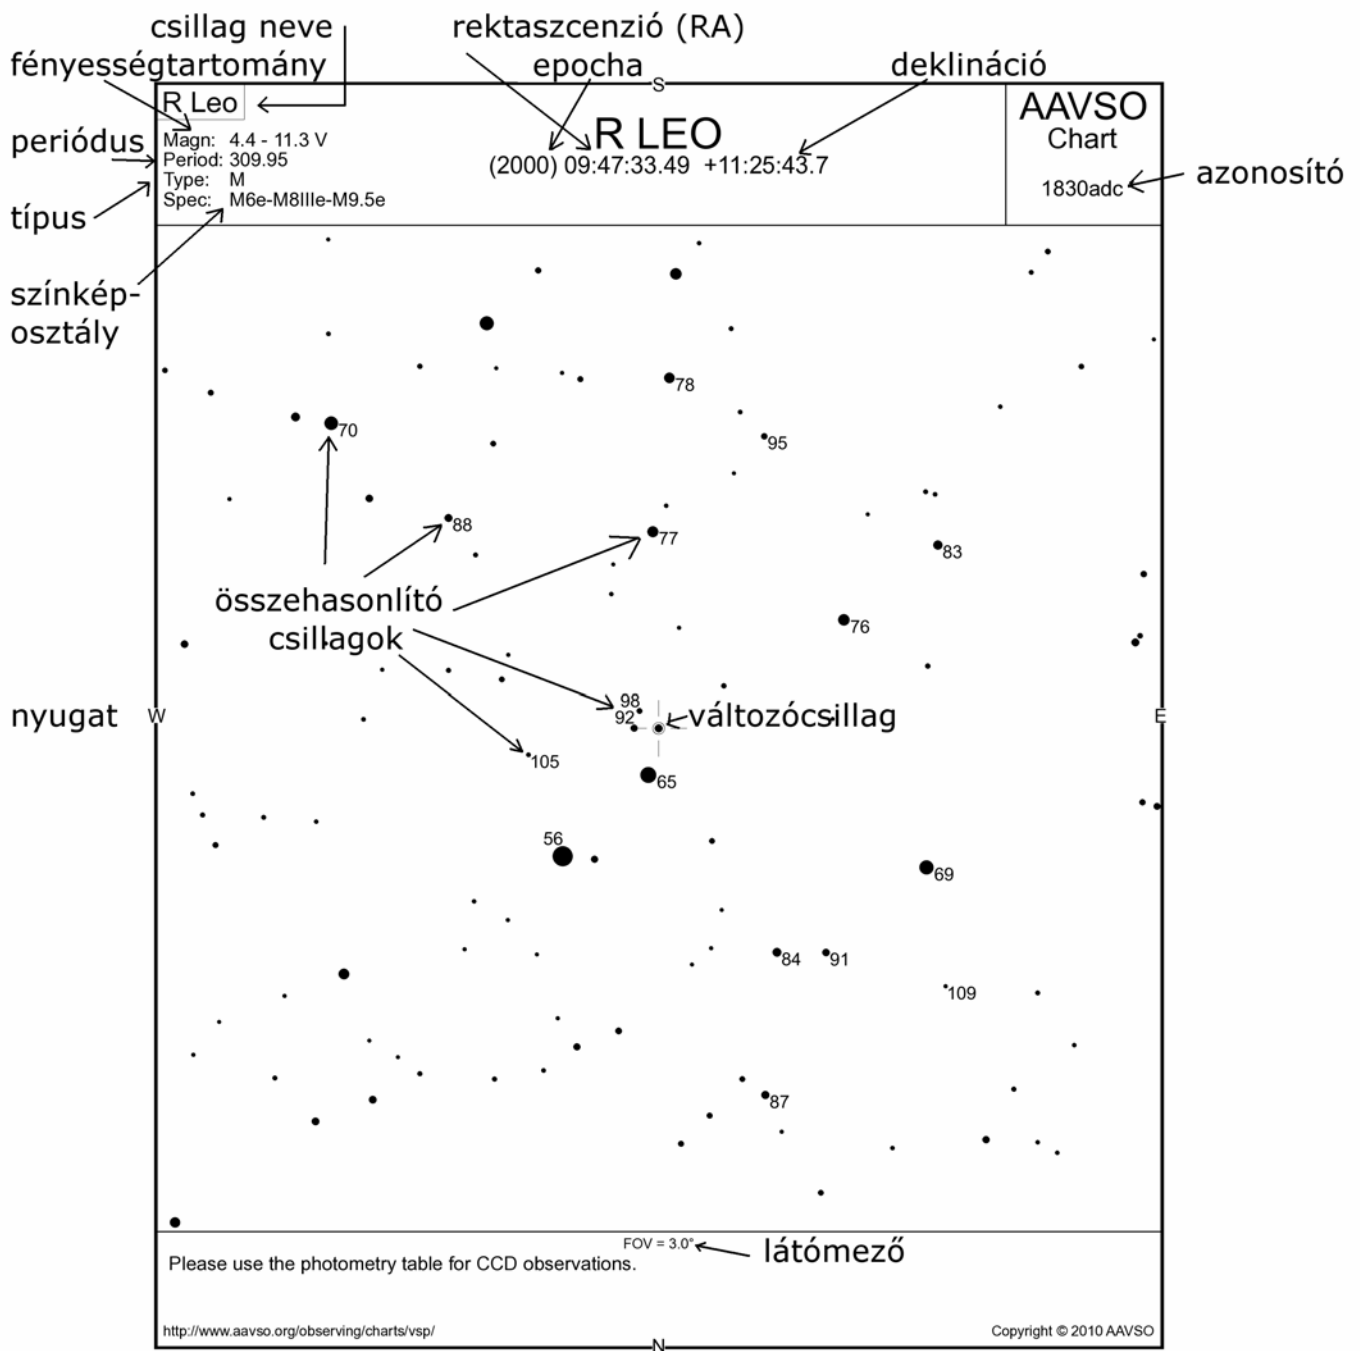 csillag neve
rektaszcenzió (RA)
fényességtartomány
epocha
deklináció
S
R Leo
R LEO
AAVSO
Chart
periódus
Magn: 4.4 - 11.3 V
Period: 309.95
Type: M
Spec: M6e-M8IIIe-M9.5e
(2000) 09:47:33.49 +11:25:43.7
1830adc
azonosító
típus
színkép-
osztály
78
70
95
88
77
83
összehasonlító
csillagok
76
98
92
nyugat
W
változócsillag
E
105
65
56
69
84
91
109
87
FOV = 3.0°
látómező
Please use the photometry table for CCD observations.
http://www.aavso.org/observing/charts/vsp/
Copyright © 2010 AAVSO
N